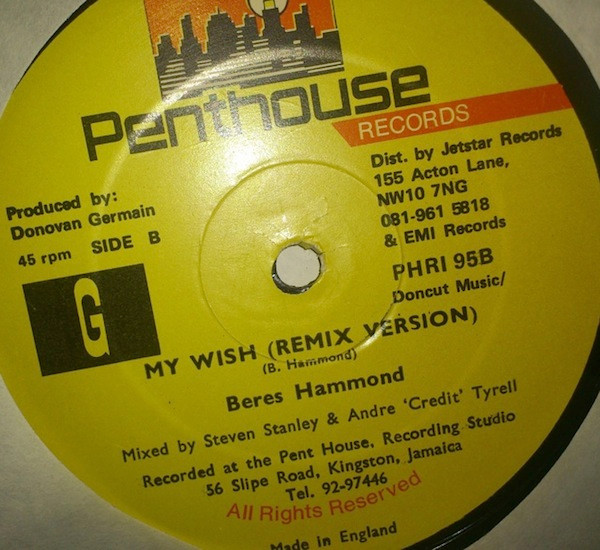 Penthouse
RECORDS
Produced by:
Donovan Germain
45 rpm SIDE B
G
Dist. by Jetstar Records
155 Acton Lane,
NW10 7NG
081-961 5818
& EMI Records
PHRI 95B
Doncut Music/
MY WISH (REMIX VERSION)
(B. Hammond)
Beres Hammond
Mixed by Steven Stanley & Andre 'Credit' Tyrell
Recorded at the Pent House, Recording Studio
56 Slipe Road, Kingston, Jamaica
Tel. 92-97446
All Rights Reserved
Made in England